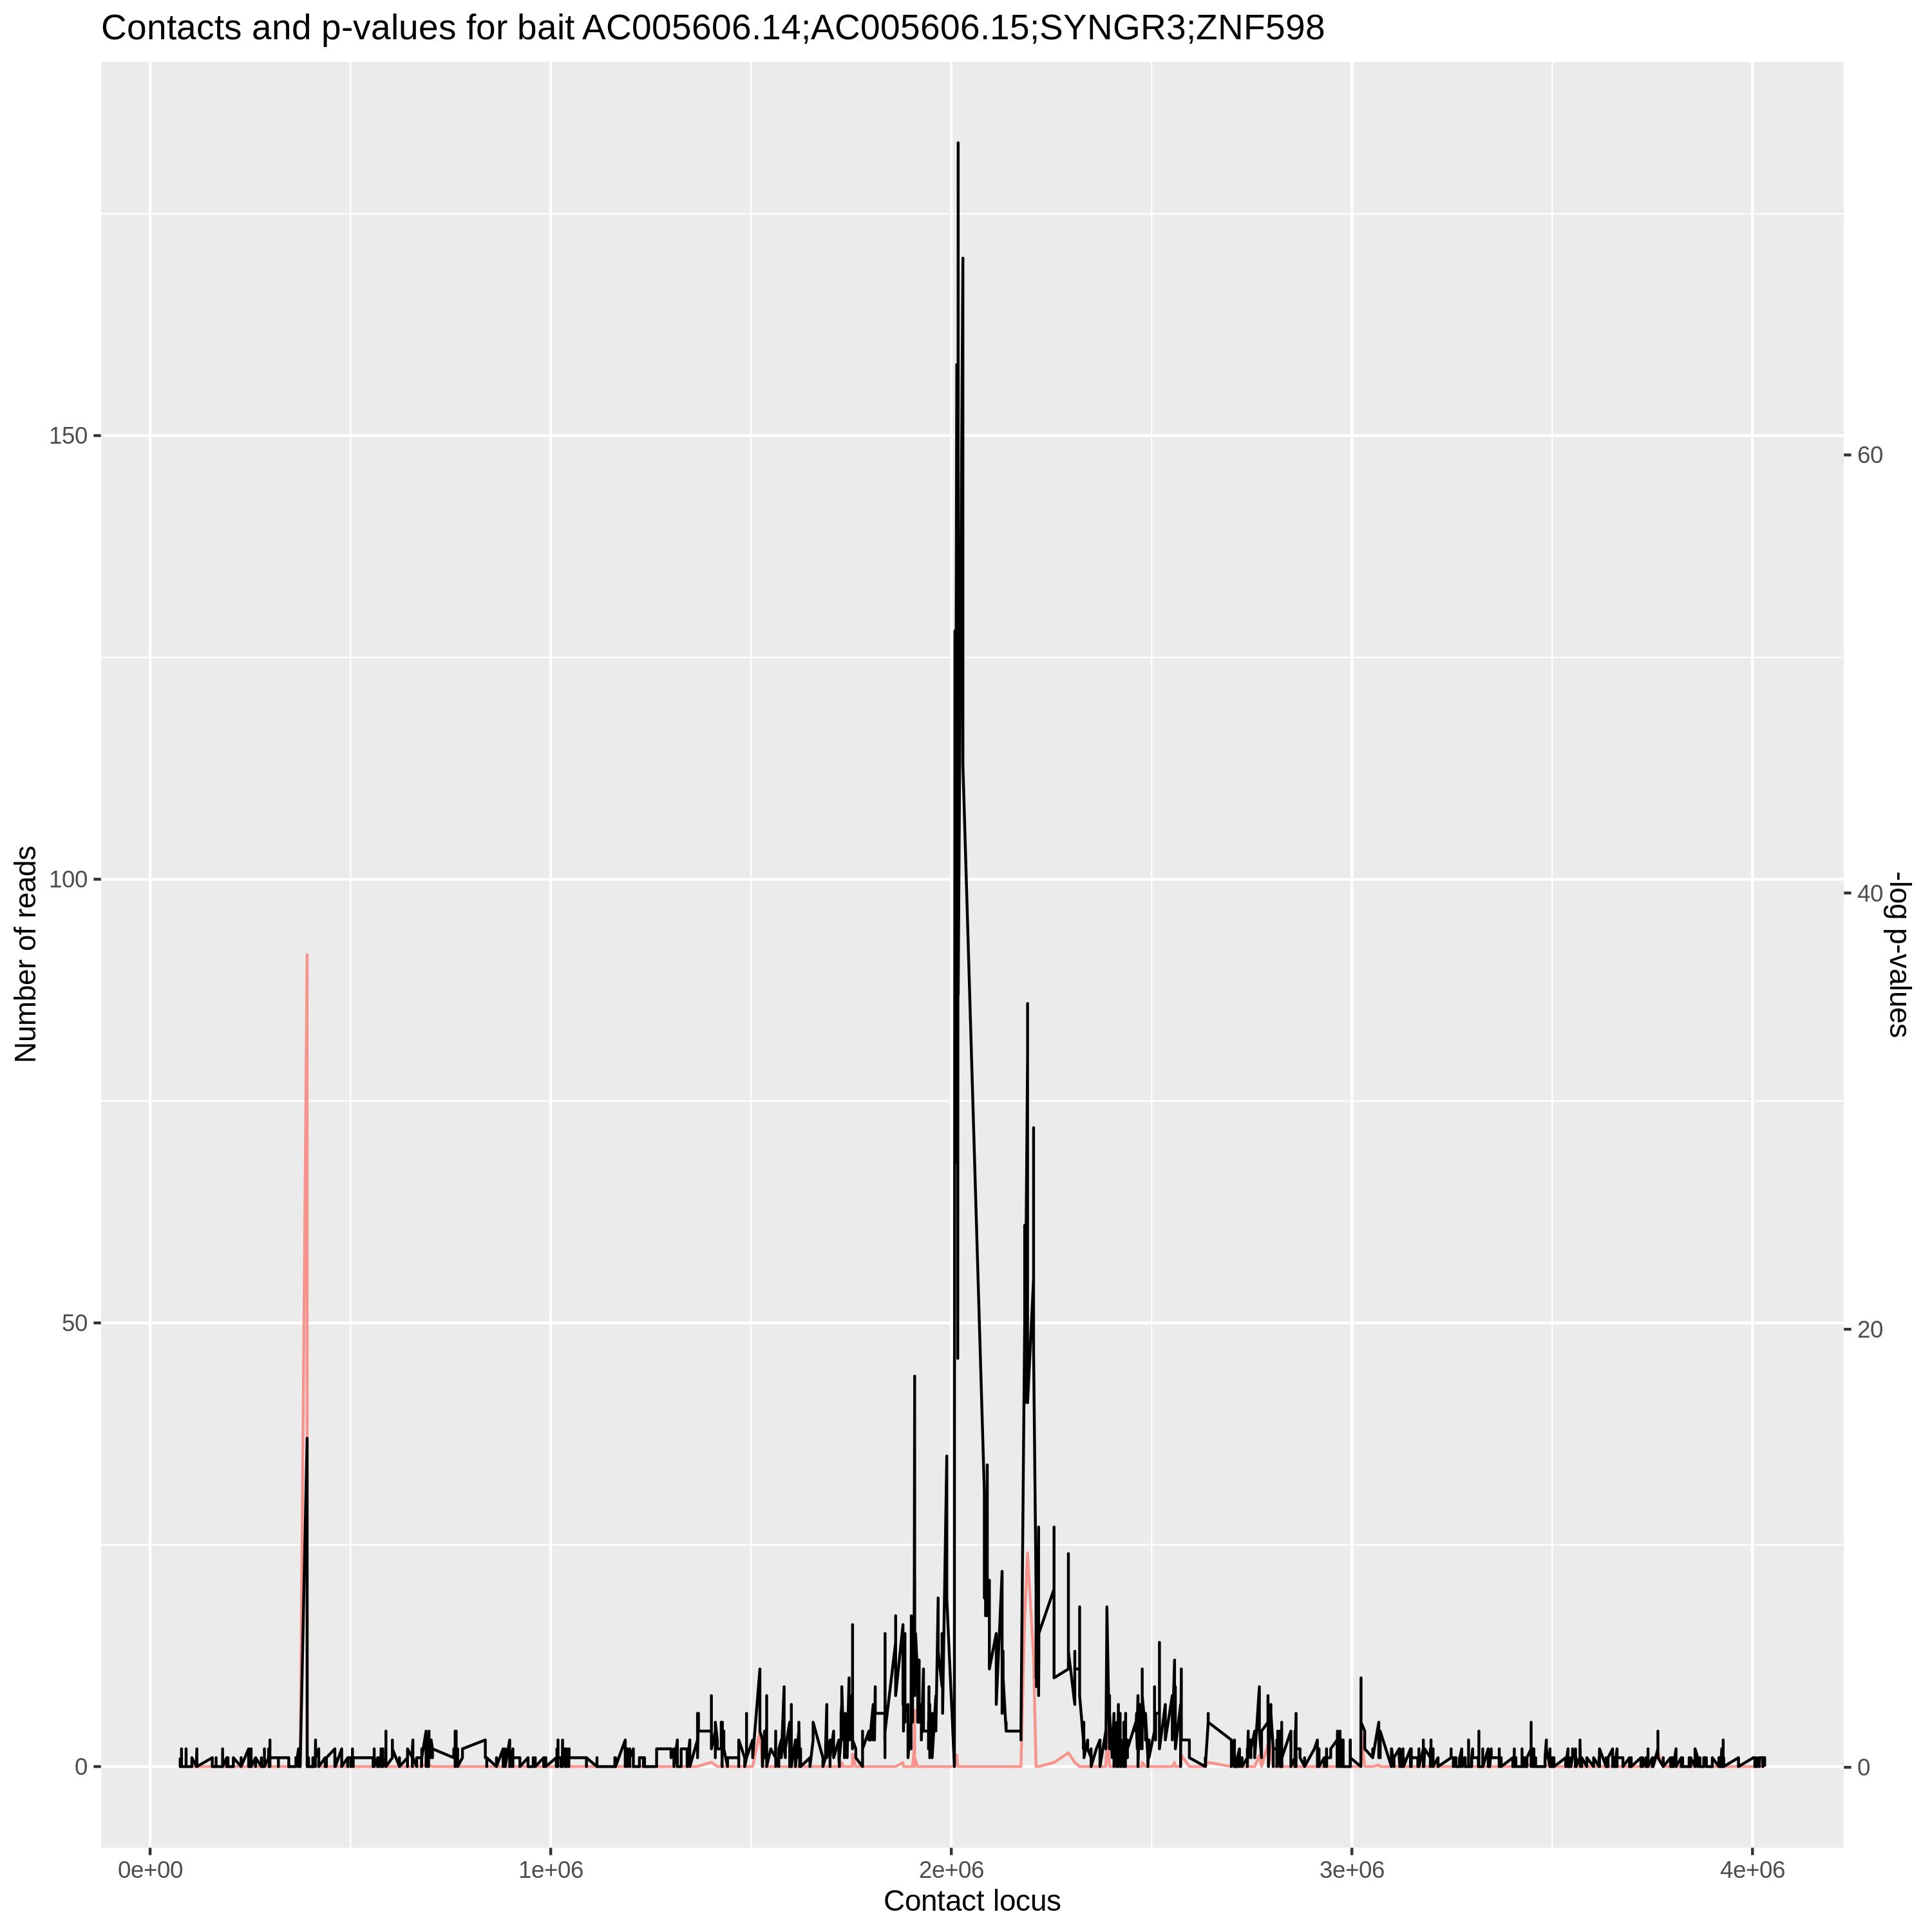 Contacts and p-values for bait AC005606.14;AC005606.15;SYNGR3;ZNF598
150
100
50
0
Number of reads
60
40
20
0
-log p-values
0e+00 1e+06 2e+06 3e+06 4e+06
Contact locus